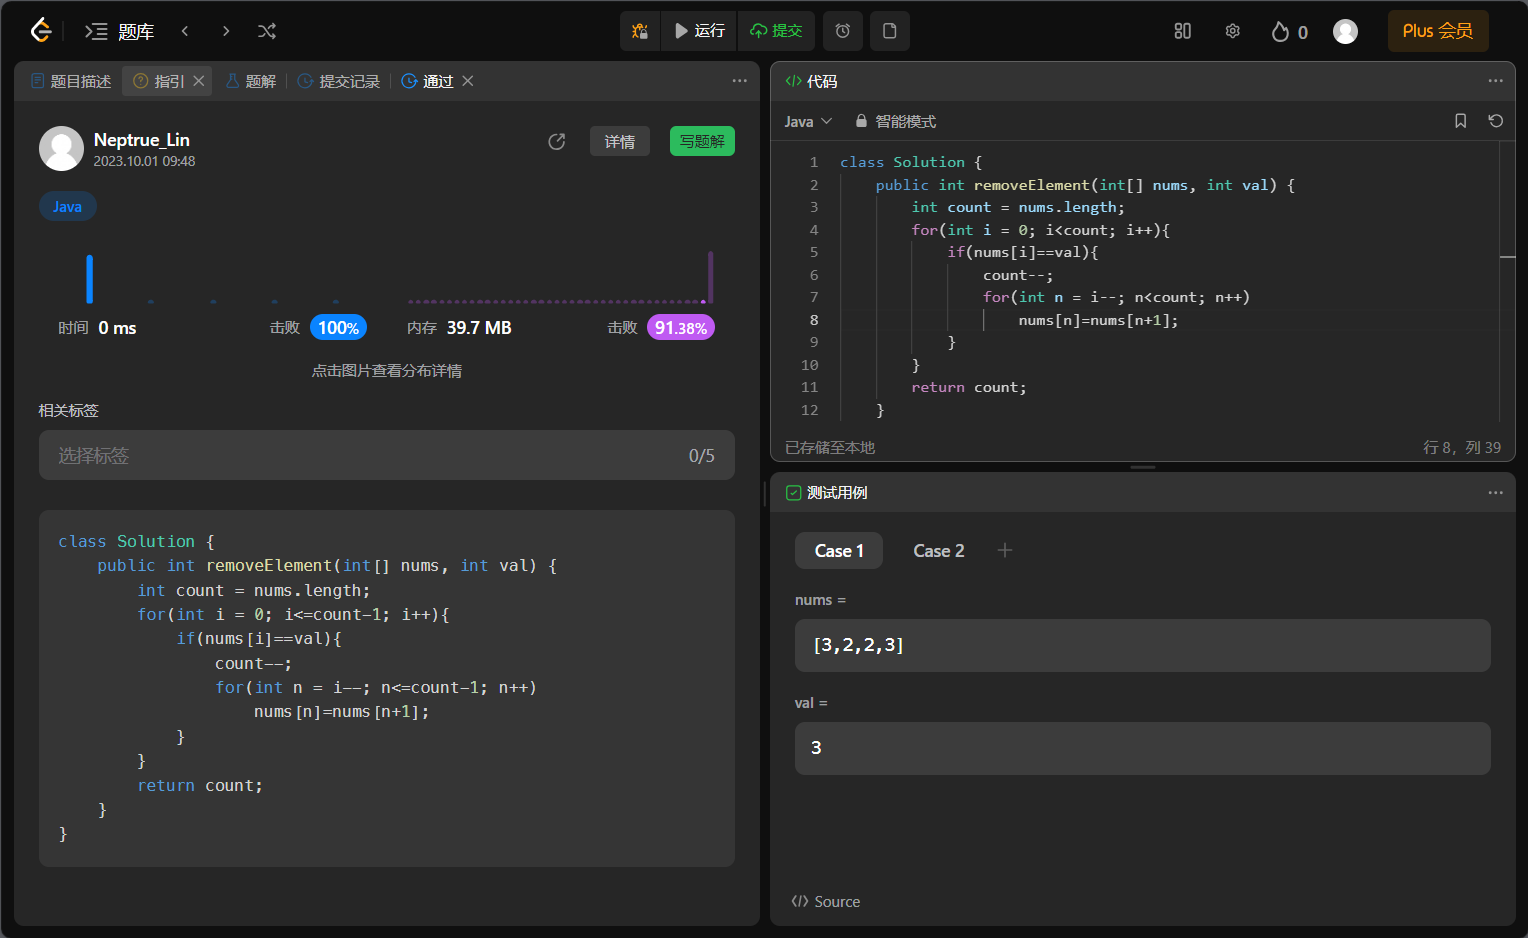 题库
运行
提交
0
Plus 会员
题目描述
指引
题解
提交记录
通过
Neptrue_Lin
2023.10.01 09:48
详情
写题解
Java
时间 0 ms
击败 100%
内存 39.7 MB
击败 91.38%
点击图片查看分布详情
相关标签
选择标签
0/5
class Solution {
public int removeElement(int[] nums, int val) {
int count = nums.length;
for(int i = 0; i<=count-1; i++){
if(nums[i]==val){
count--;
for(int n = i--; n<=count-1; n++)
nums[n]=nums[n+1];
}
}
return count;
}
}
代码
Java
智能模式
1 class Solution {
2 public int removeElement(int[] nums, int val) {
3 int count = nums.length;
4 for(int i = 0; i<count; i++){
5 if(nums[i]==val){
6 count--;
7 for(int n = i--; n<count; n++)
8 nums[n]=nums[n+1];
9 }
10 }
11 return count;
12 }
已存储至本地
行 8，列 39
测试用例
Case 1
Case 2
nums =
[3,2,2,3]
val =
3
Source